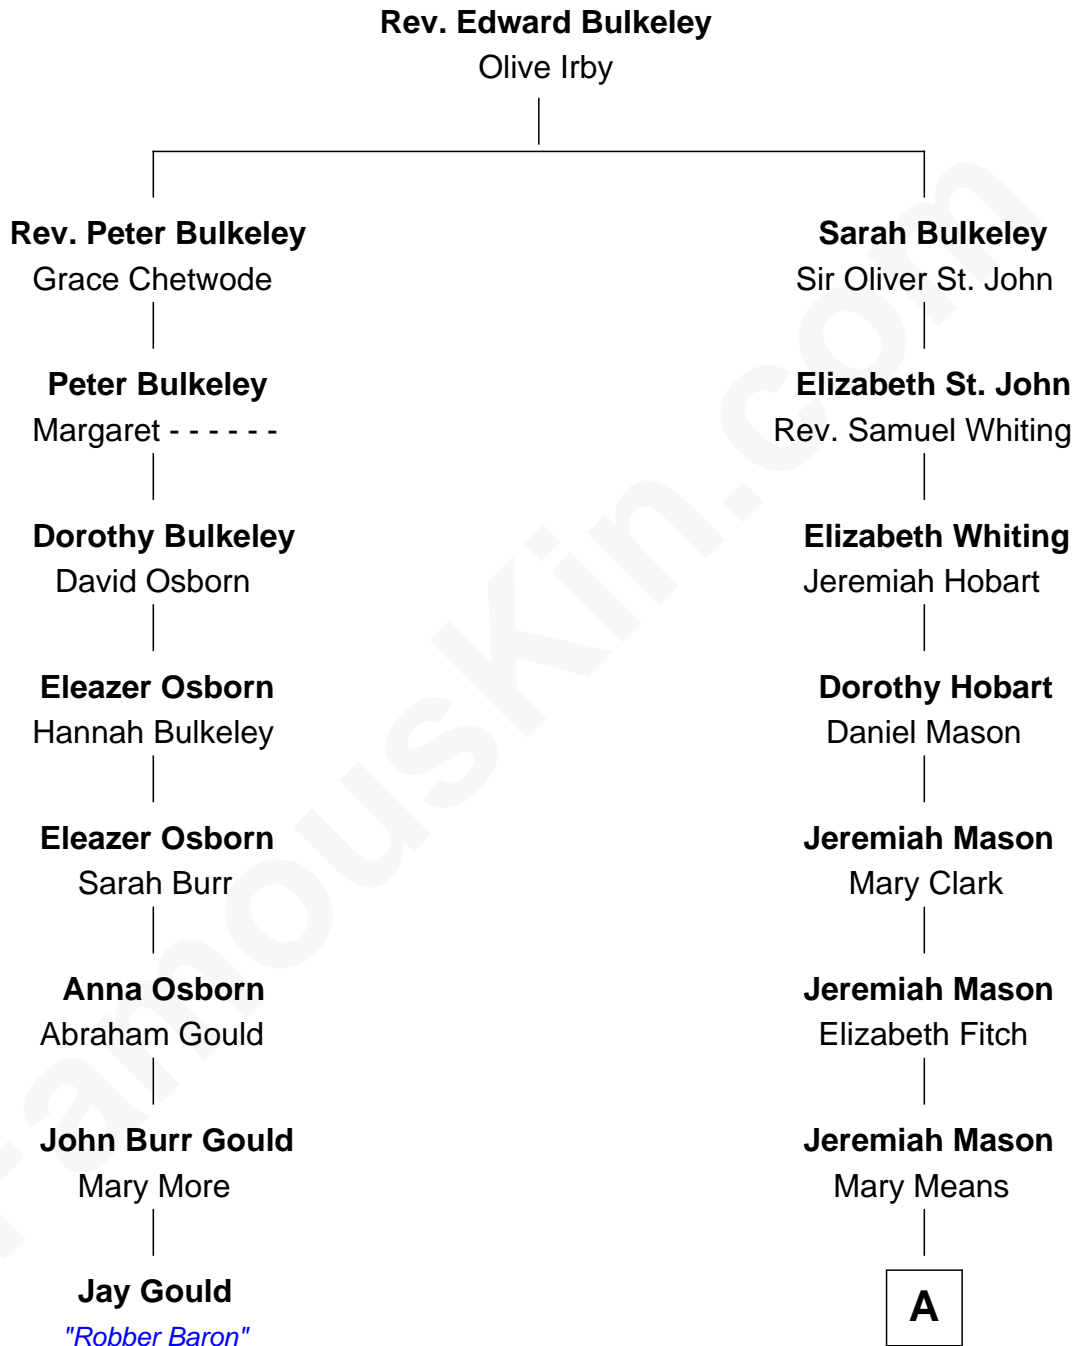 Rev. Edward Bulkeley
Olive Irby
Rev. Peter Bulkeley
Grace Chetwode
Peter Bulkeley
Margaret - - - - - -
Dorothy Bulkeley
David Osborn
Eleazer Osborn
Hannah Bulkeley
Eleazer Osborn
Sarah Burr
Anna Osborn
Abraham Gould
John Burr Gould
Mary More
Jay Gould
"Robber Baron"
Sarah Bulkeley
Sir Oliver St. John
Elizabeth St. John
Rev. Samuel Whiting
Elizabeth Whiting
Jeremiah Hobart
Dorothy Hobart
Daniel Mason
Jeremiah Mason
Mary Clark
Jeremiah Mason
Elizabeth Fitch
Jeremiah Mason
Mary Means
A
FamousKin.com